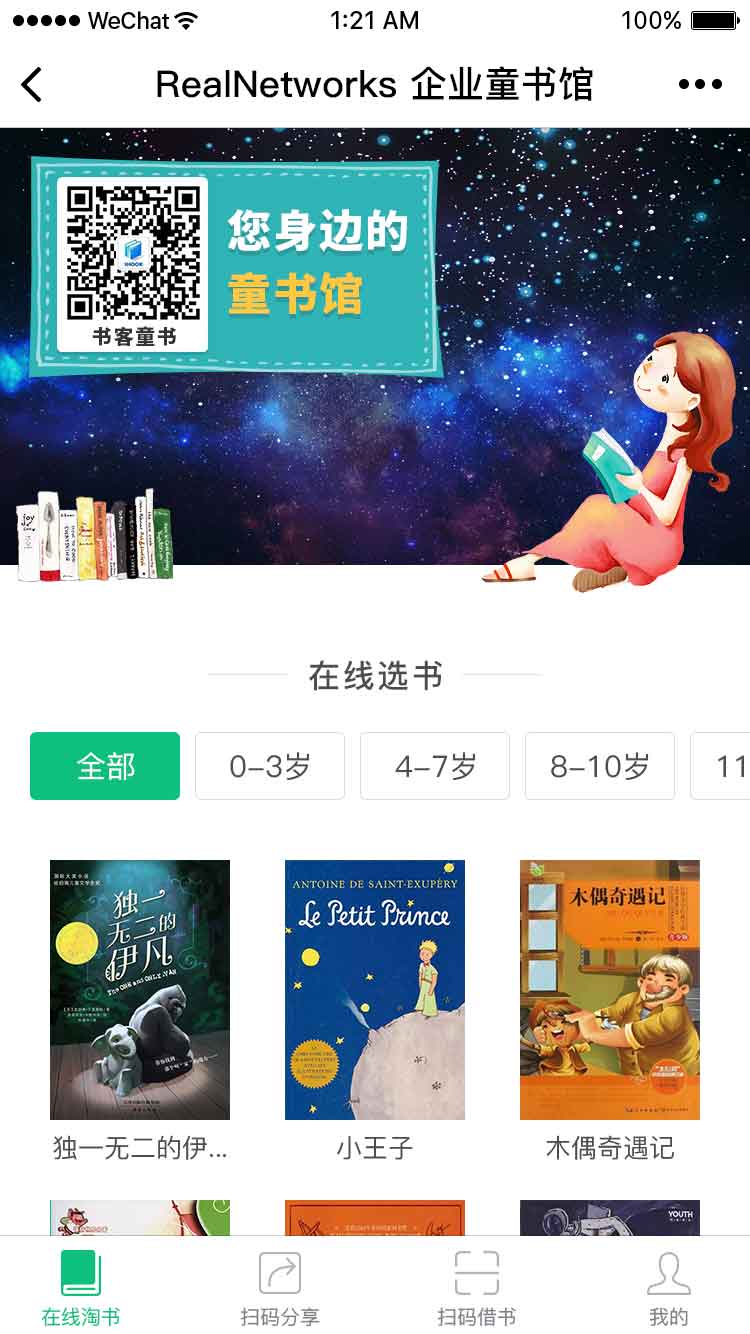 WeChat 1:21 AM 100%
RealNetworks 企业童书馆
您身边的
童书馆
书客童书
joy
在线选书
全部 0-3岁 4-7岁 8-10岁 11
独一
无二的
伊凡
THE ONE AND ONLY IVAN
ANTOINE DE SAINT-EXUPÉRY
Le Petit Prince
木偶奇遇记
独一无二的伊... 小王子 木偶奇遇记
YOUTH
在线淘书 扫码分享 扫码借书 我的